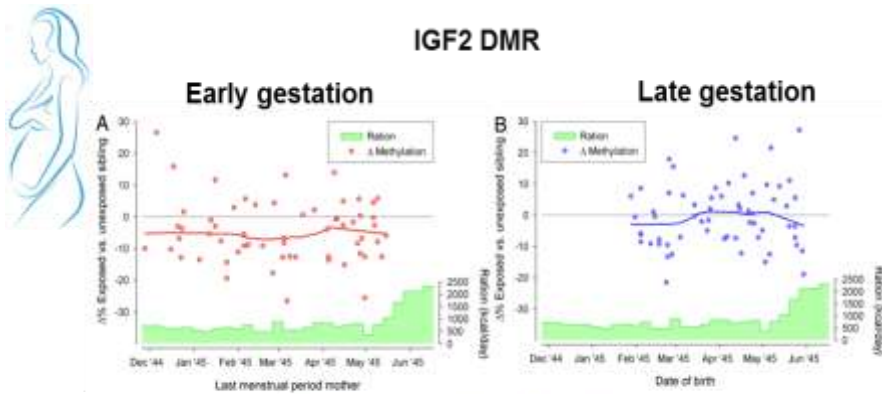 IGF2 DMR
Early gestation
Late gestation
A
B
Ration
Δ Methylation
Ration
Δ Methylation
Δ% Exposed vs. unexposed sibling
30
20
10
0
-10
-20
-30
2500
2000
1500
1000
500
0
Ration (kcal/day)
Dec '44 Jan '45 Feb '45 Mar '45 Apr '45 May '45 Jun '45
Last menstrual period mother
Δ% Exposed vs. unexposed sibling
30
20
10
0
-10
-20
-30
2500
2000
1500
1000
500
0
Ration (kcal/day)
Dec '44 Jan '45 Feb '45 Mar '45 Apr '45 May '45 Jun '45
Date of birth